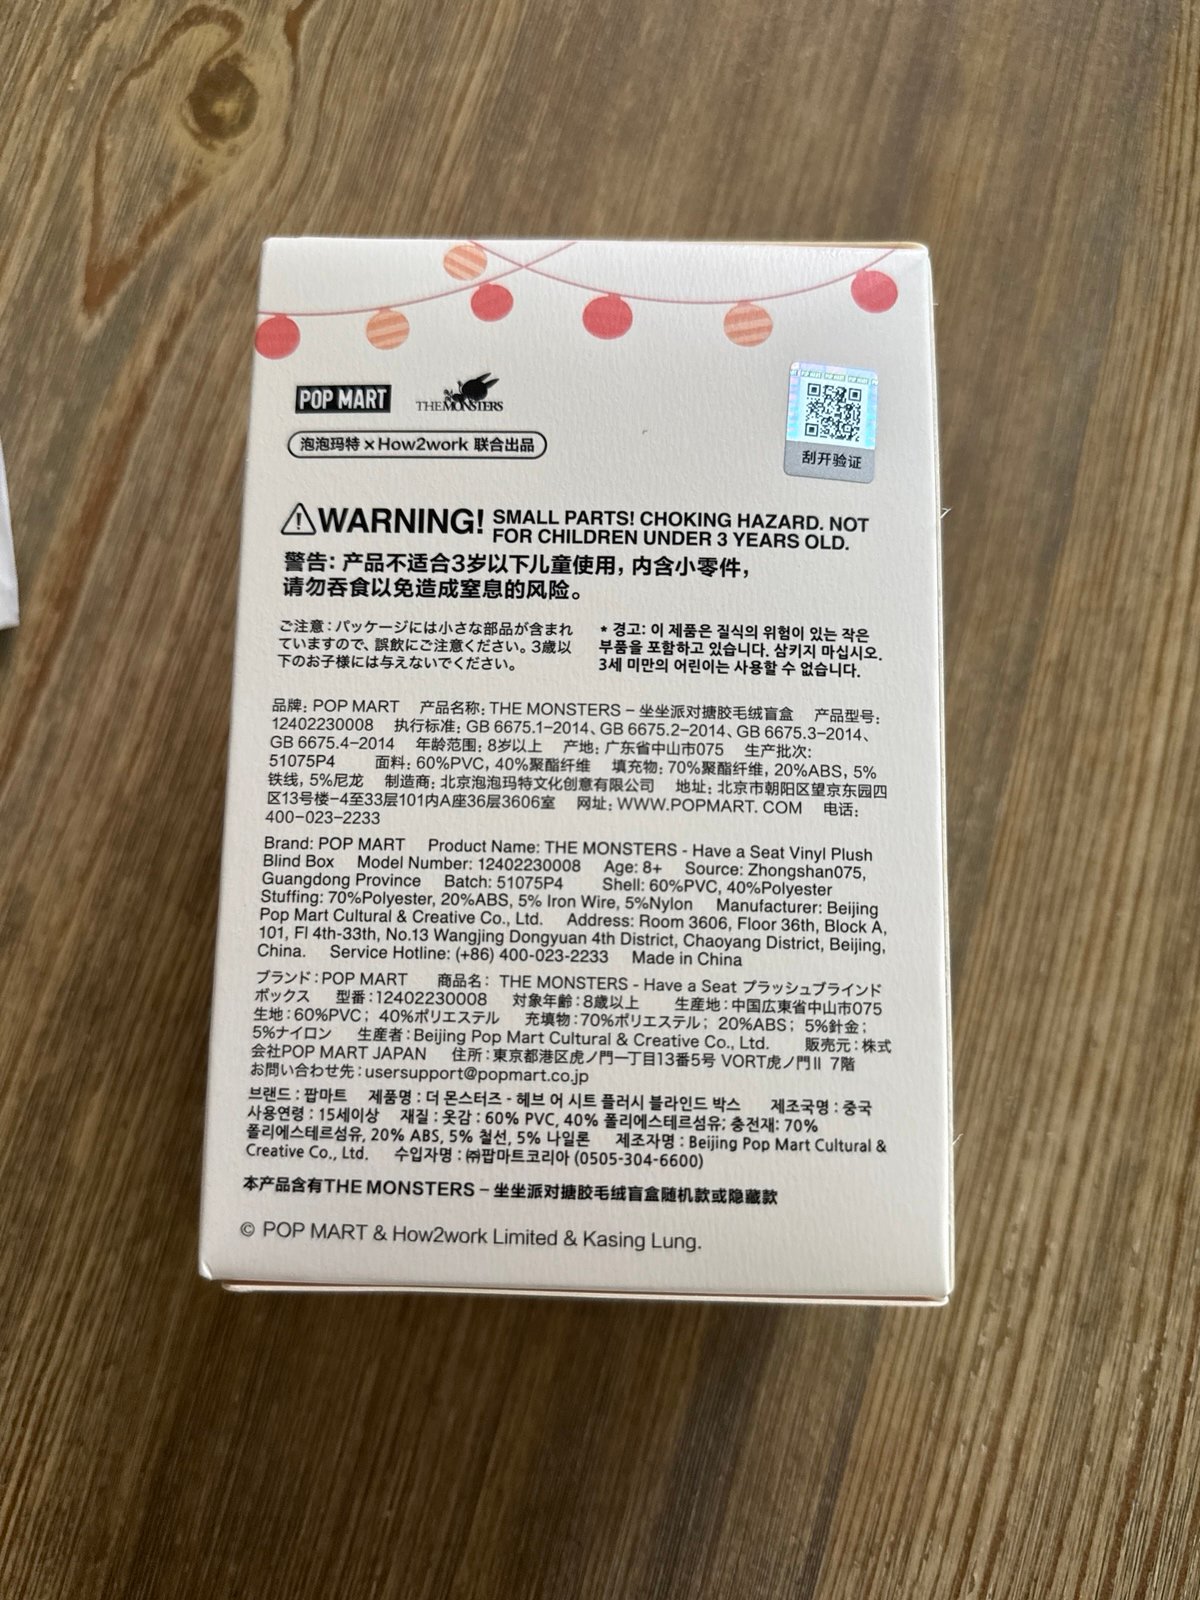 POP MART
THE MONSTERS
泡泡玛特×How2work 联合出品
刮开验证
WARNING! SMALL PARTS! CHOKING HAZARD. NOT
FOR CHILDREN UNDER 3 YEARS OLD.
警告: 产品不适合3岁以下儿童使用, 内含小零件,
请勿吞食以免造成窒息的风险。
ご注意:パッケージには小さな部品が含まれ
ていますので、誤飲にご注意ください。3歳以
下のお子様には与えないでください。
* 경고: 이 제품은 질식의 위험이 있는 작은
부품을 포함하고 있습니다. 삼키지 마십시오.
3세 미만의 어린이는 사용할 수 없습니다.
品牌: POP MART 产品名称: THE MONSTERS – 坐坐派对搪胶毛绒盲盒 产品型号:
12402230008 执行标准: GB 6675.1–2014、GB 6675.2–2014、GB 6675.3–2014、
GB 6675.4–2014 年龄范围: 8岁以上 产地: 广东省中山市075 生产批次:
51075P4 面料: 60%PVC, 40%聚酯纤维 填充物: 70%聚酯纤维, 20%ABS, 5%
铁线, 5%尼龙 制造商: 北京泡泡玛特文化创意有限公司 地址: 北京市朝阳区望京东园四
区13号楼-4至33层101内A座36层3606室 网址: WWW.POPMART. COM 电话:
400-023-2233
Brand: POP MART Product Name: THE MONSTERS - Have a Seat Vinyl Plush
Blind Box Model Number: 12402230008 Age: 8+ Source: Zhongshan075,
Guangdong Province Batch: 51075P4 Shell: 60%PVC, 40%Polyester
Stuffing: 70%Polyester, 20%ABS, 5% Iron Wire, 5%Nylon Manufacturer: Beijing
Pop Mart Cultural & Creative Co., Ltd. Address: Room 3606, Floor 36th, Block A,
101, Fl 4th-33th, No.13 Wangjing Dongyuan 4th District, Chaoyang District, Beijing,
China. Service Hotline: (+86) 400-023-2233 Made in China
ブランド:POP MART 商品名: THE MONSTERS - Have a Seat プラッシュブラインド
ボックス 型番:12402230008 対象年齢:8歳以上 生産地:中国広東省中山市075
生地:60%PVC; 40%ポリエステル 充填物:70%ポリエステル; 20%ABS; 5%針金;
5%ナイロン 生産者:Beijing Pop Mart Cultural & Creative Co., Ltd. 販売元:株式
会社POP MART JAPAN 住所:東京都港区虎ノ門一丁目13番5号 VORT虎ノ門II 7階
お問い合わせ先:usersupport@popmart.co.jp
브랜드 : 팝마트 제품명 : 더 몬스터즈 - 헤브 어 시트 플러시 블라인드 박스 제조국명 : 중국
사용연령 : 15세이상 재질 : 옷감 : 60% PVC, 40% 폴리에스테르섬유; 충전재: 70%
폴리에스테르섬유, 20% ABS, 5% 철선, 5% 나일론 제조자명 : Beijing Pop Mart Cultural &
Creative Co., Ltd. 수입자명 : ㈜팝마트코리아 (0505-304-6600)
本产品含有THE MONSTERS – 坐坐派对搪胶毛绒盲盒随机款或隐藏款
© POP MART & How2work Limited & Kasing Lung.